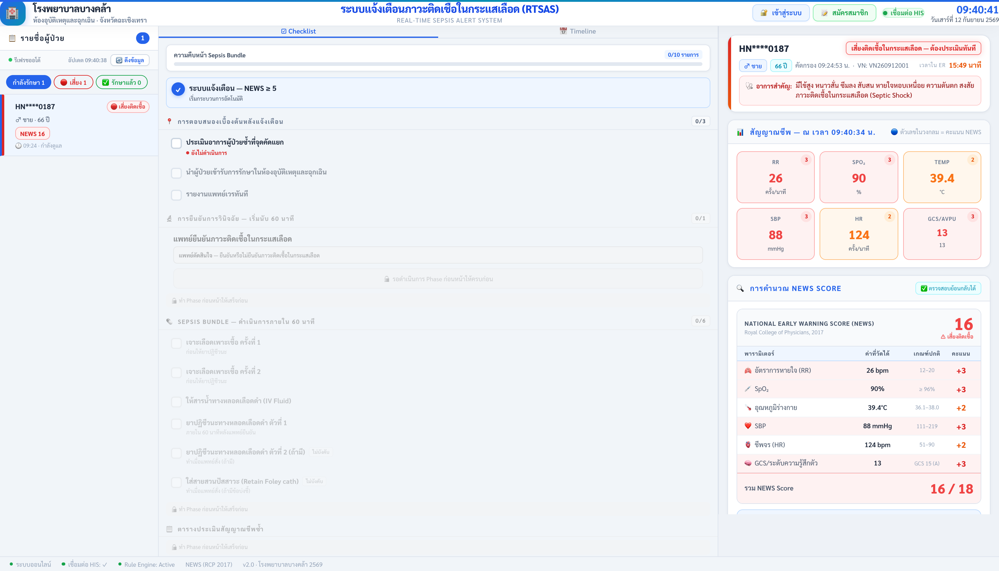 โรงพยาบาลบางคล้า
ห้องอุบัติเหตุและฉุกเฉิน · จังหวัดฉะเชิงเทรา
ระบบแจ้งเตือนภาวะติดเชื้อในกระแสเลือด (RTSAS)
REAL-TIME SEPSIS ALERT SYSTEM
เข้าสู่ระบบ
สมัครสมาชิก
เชื่อมต่อ HIS
09:40:41
วันเสาร์ที่ 12 กันยายน 2569
รายชื่อผู้ป่วย
1
รีเฟรชออโต้
อัปเดต 09:40:38
ดึงข้อมูล
กำลังรักษา 1
เสี่ยง 1
รักษาแล้ว 0
HN****0187
เสี่ยงติดเชื้อ
♂ ชาย · 66 ปี
NEWS 16
09:24 · กำลังดูแล
Checklist
Timeline
ความคืบหน้า Sepsis Bundle
0/10 รายการ
ระบบแจ้งเตือน — NEWS ≥ 5
เริ่มกระบวนการอัตโนมัติ
การตอบสนองเบื้องต้นหลังแจ้งเตือน
0/3
ประเมินอาการผู้ป่วยซ้ำที่จุดคัดแยก
ยังไม่ดำเนินการ
นำผู้ป่วยเข้ารับการรักษาในห้องอุบัติเหตุและฉุกเฉิน
รายงานแพทย์เวรทันที
การยืนยันการวินิจฉัย — เริ่มนับ 60 นาที
0/1
แพทย์ยืนยันภาวะติดเชื้อในกระแสเลือด
แพทย์ตัดสินใจ — ยืนยันหรือไม่ยืนยันภาวะติดเชื้อในกระแสเลือด
รอดำเนินการ Phase ก่อนหน้าให้ครบก่อน
ทำ Phase ก่อนหน้าให้เสร็จก่อน
SEPSIS BUNDLE — ดำเนินการภายใน 60 นาที
0/6
เจาะเลือดเพาะเชื้อ ครั้งที่ 1
ก่อนให้ยาปฏิชีวนะ
เจาะเลือดเพาะเชื้อ ครั้งที่ 2
ก่อนให้ยาปฏิชีวนะ
ให้สารน้ำทางหลอดเลือดดำ (IV Fluid)
ยาปฏิชีวนะทางหลอดเลือดดำ ตัวที่ 1
ภายใน 60 นาทีหลังแพทย์ยืนยัน
ยาปฏิชีวนะทางหลอดเลือดดำ ตัวที่ 2 (ถ้ามี) ไม่บังคับ
ทำเมื่อแพทย์สั่ง (ถ้ามี)
ใส่สายสวนปัสสาวะ (Retain Foley cath) ไม่บังคับ
ทำเมื่อแพทย์สั่ง (ถ้ามีข้อบ่งชี้)
ทำ Phase ก่อนหน้าให้เสร็จก่อน
ตารางประเมินสัญญาณชีพซ้ำ
ทำ Phase ก่อนหน้าให้เสร็จก่อน
HN****0187
เสี่ยงติดเชื้อในกระแสเลือด — ต้องประเมินทันที
♂ ชาย
66 ปี
คัดกรอง 09:24:53 น. · VN: VN260912001
เวลาใน ER 15:49 นาที
อาการสำคัญ: มีไข้สูง หนาวสั่น ซึมลง สับสน หายใจหอบเหนื่อย ความดันตก สงสัย
ภาวะติดเชื้อในกระแสเลือด (Septic Shock)
สัญญาณชีพ — ณ เวลา 09:40:34 น.
ตัวเลขในวงกลม = คะแนน NEWS
RR
3
26
ครั้ง/นาที
SPO₂
3
90
%
TEMP
2
39.4
°C
SBP
3
88
mmHg
HR
2
124
ครั้ง/นาที
GCS/AVPU
3
13
13
การคำนวณ NEWS SCORE
ตรวจสอบย้อนกลับได้
NATIONAL EARLY WARNING SCORE (NEWS)
Royal College of Physicians, 2017
16
⚠ เสี่ยงติดเชื้อ
พารามิเตอร์ ค่าที่วัดได้ เกณฑ์ปกติ คะแนน
อัตราการหายใจ (RR) 26 bpm 12–20 +3
SpO₂ 90% ≥ 96% +3
อุณหภูมิร่างกาย 39.4°C 36.1–38.0 +2
SBP 88 mmHg 111–219 +3
ชีพจร (HR) 124 bpm 51–90 +2
GCS/ระดับความรู้สึกตัว 13 GCS 15 (A) +3
รวม NEWS Score 16 / 18
ระบบออนไลน์
เชื่อมต่อ HIS: ✓
Rule Engine: Active
NEWS (RCP 2017)
v2.0 · โรงพยาบาลบางคล้า 2569